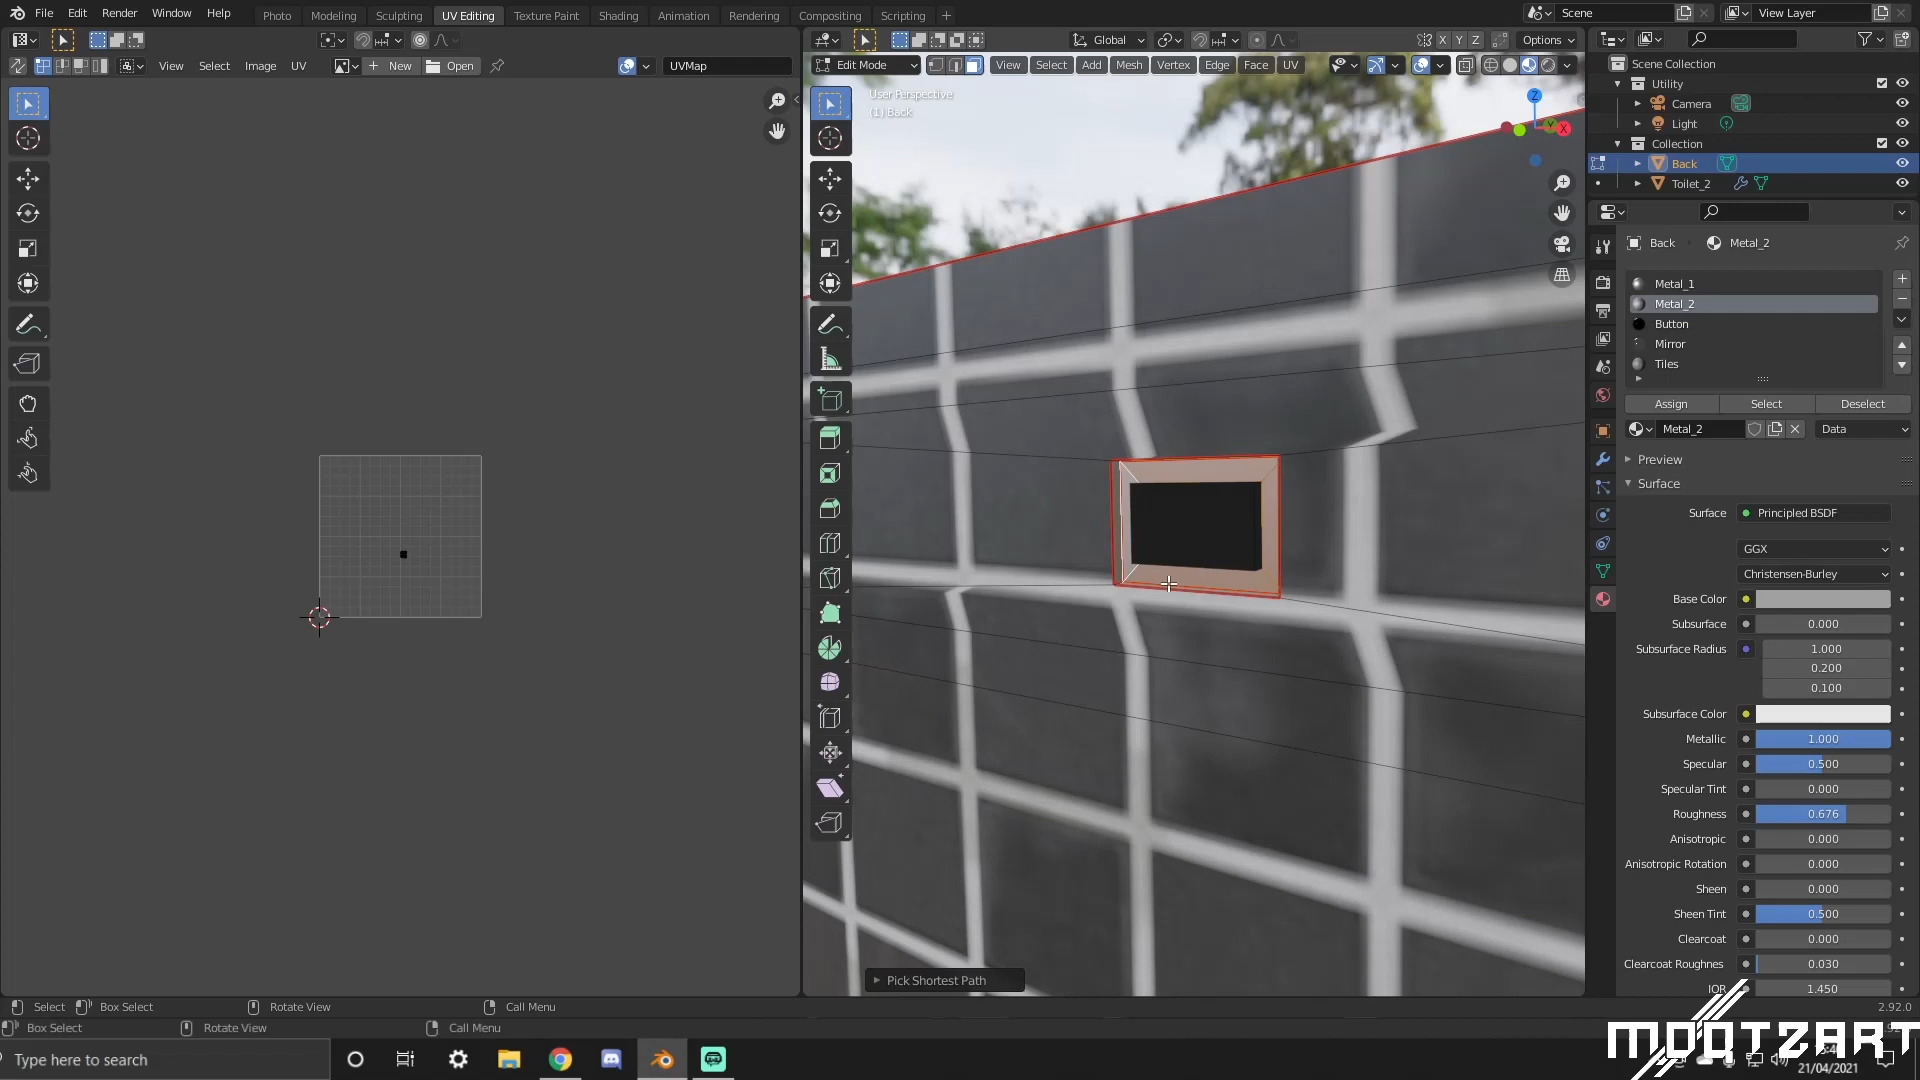 File Edit Render Window Help Photo Modeling Sculpting UV Editing Texture Paint Shading Animation Rendering Compositing Scripting Scene View Layer
Global X Y Z Options
View Select Image UV New Open UVMap Edit Mode View Select Add Mesh Vertex Edge Face UV
Scene Collection
Utility
Camera
Light
Collection
Back
Toilet_2
User Perspective
(1) Back
Z
Y
X
Back Metal_2
Metal_1
Metal_2
Button
Mirror
Tiles
Assign Select Deselect
Metal_2 Data
Preview
Surface
Surface Principled BSDF
GGX
Christensen-Burley
Base Color
Subsurface 0.000
Subsurface Radius 1.000
0.200
0.100
Subsurface Color
Metallic 1.000
Specular 0.500
Specular Tint 0.000
Roughness 0.676
Anisotropic 0.000
Anisotropic Rotation 0.000
Sheen 0.000
Sheen Tint 0.500
Clearcoat 0.000
Clearcoat Roughnes 0.030
IOR 1.450
Pick Shortest Path
Select Box Select Rotate View Call Menu 2.92.0
Box Select Rotate View Call Menu
MOOTZART
Type here to search
21/04/2021